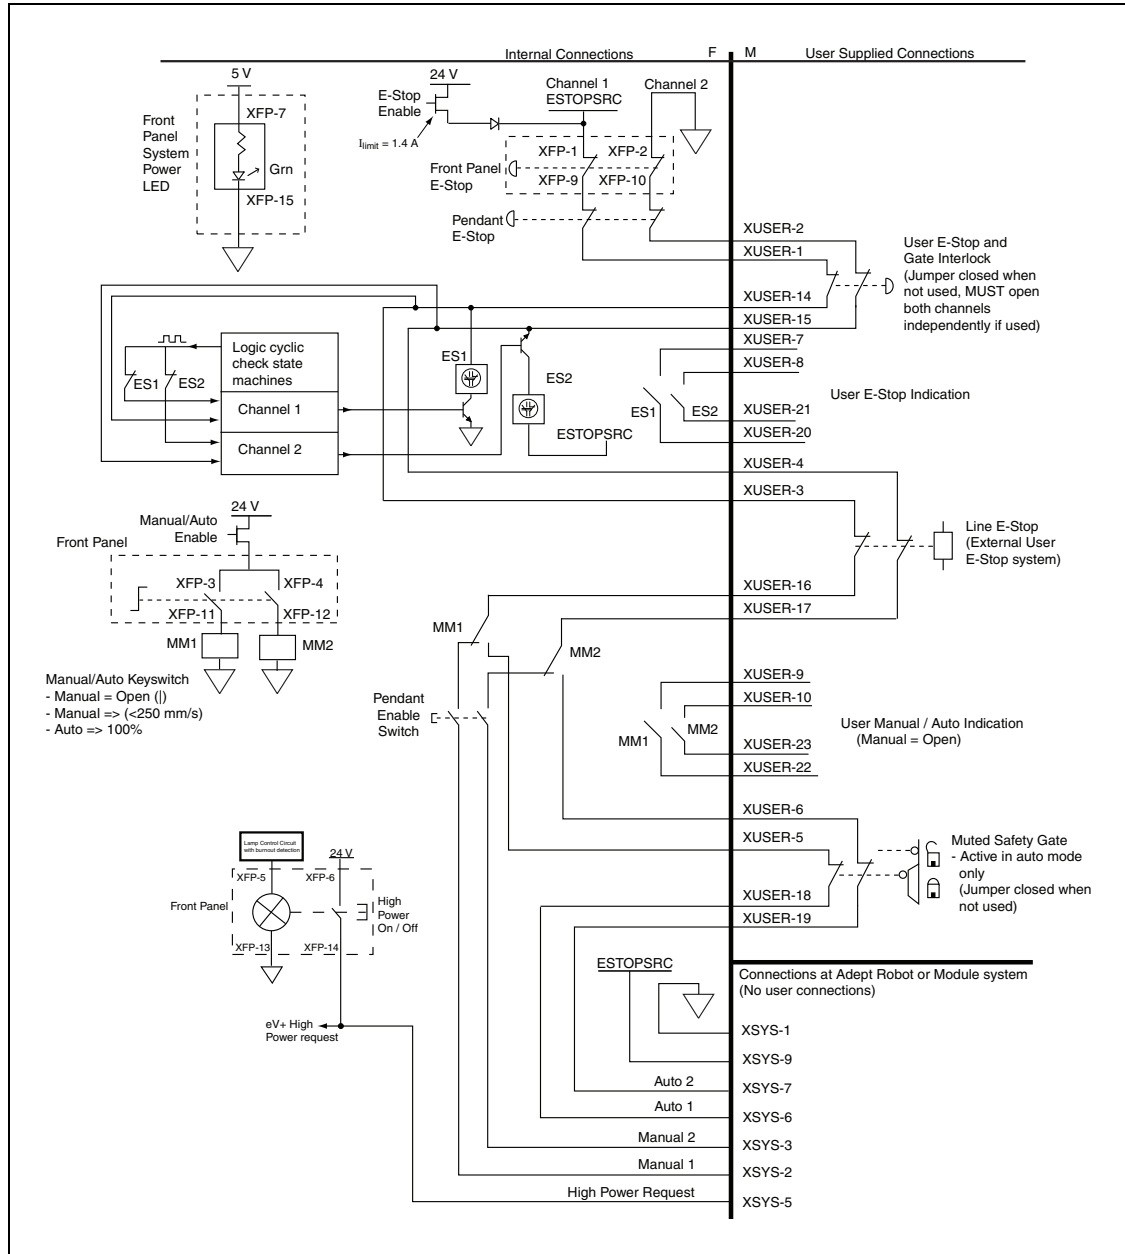 Internal Connections
F
M
User Supplied Connections
5 V
XFP-7
Front
Panel
System
Power
LED
Grn
XFP-15
24 V
E-Stop
Enable
Ilimit = 1.4 A
Channel 1
ESTOPSRC
Channel 2
XFP-1
XFP-2
Front Panel
E-Stop
XFP-9
XFP-10
Pendant
E-Stop
XUSER-2
XUSER-1
XUSER-14
XUSER-15
User E-Stop and
Gate Interlock
(Jumper closed when
not used, MUST open
both channels
independently if used)
XUSER-7
XUSER-8
XUSER-21
XUSER-20
ES1
ES2
User E-Stop Indication
Logic cyclic
check state
machines
Channel 1
Channel 2
ES1
ES2
ES1
ES2
ESTOPSRC
XUSER-4
XUSER-3
Line E-Stop
(External User
E-Stop system)
XUSER-16
XUSER-17
24 V
Manual/Auto
Enable
Front Panel
XFP-3
XFP-4
XFP-11
XFP-12
MM1
MM2
Manual/Auto Keyswitch
- Manual = Open (|)
- Manual => (<250 mm/s)
- Auto => 100%
MM1
MM2
Pendant
Enable
Switch
XUSER-9
XUSER-10
XUSER-23
XUSER-22
MM1
MM2
User Manual / Auto Indication
(Manual = Open)
XUSER-6
XUSER-5
XUSER-18
XUSER-19
Muted Safety Gate
- Active in auto mode
only
(Jumper closed when
not used)
Lamp Control Circuit
with burnout detection
24 V
XFP-5
XFP-6
Front Panel
High
Power
On / Off
XFP-13
XFP-14
eV+ High
Power request
ESTOPSRC
Connections at Adept Robot or Module system
(No user connections)
XSYS-1
XSYS-9
Auto 2
XSYS-7
Auto 1
XSYS-6
Manual 2
XSYS-3
Manual 1
XSYS-2
High Power Request
XSYS-5